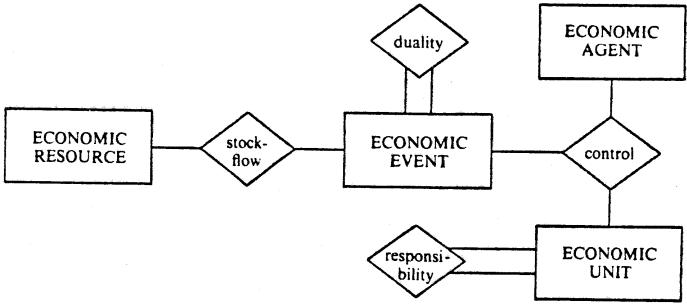 duality
ECONOMIC
AGENT
ECONOMIC
RESOURCE
stock-
flow
ECONOMIC
EVENT
control
responsi-
bility
ECONOMIC
UNIT